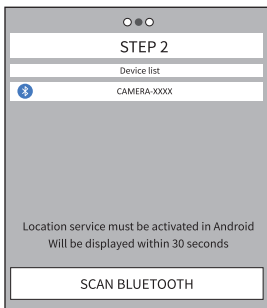 STEP 2
Device list
CAMERA-XXXX
Location service must be activated in Android
Will be displayed within 30 seconds
SCAN BLUETOOTH